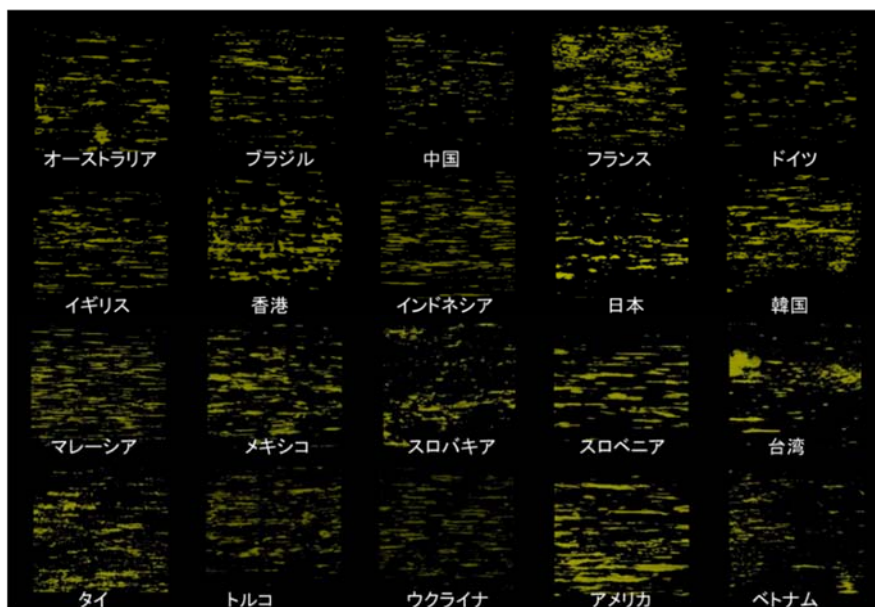 オーストラリア
ブラジル
中国
フランス
ドイツ
イギリス
香港
インドネシア
日本
韓国
マレーシア
メキシコ
スロバキア
スロベニア
台湾
タイ
トルコ
ウクライナ
アメリカ
ベトナム